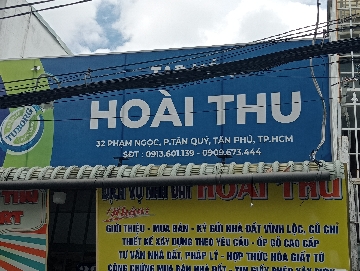 HOÀI THU
32 PHẠM NGỌC, P.TÂN QUÝ, TÂN PHÚ, TP.HCM
SĐT : 0913.601.139 - 0909.673.444
HOÀI THU
GIỚI THIỆU - MUA BÁN - KÝ GỬI NHÀ ĐẤT VĨNH LỘC, CỦ CHI
THIẾT KẾ XÂY DỰNG THEO YÊU CẦU - ỐP GỖ CAO CẤP
TƯ VẤN NHÀ ĐẤT, PHÁP LÝ - HỢP THỨC HÓA GIẤY TỜ